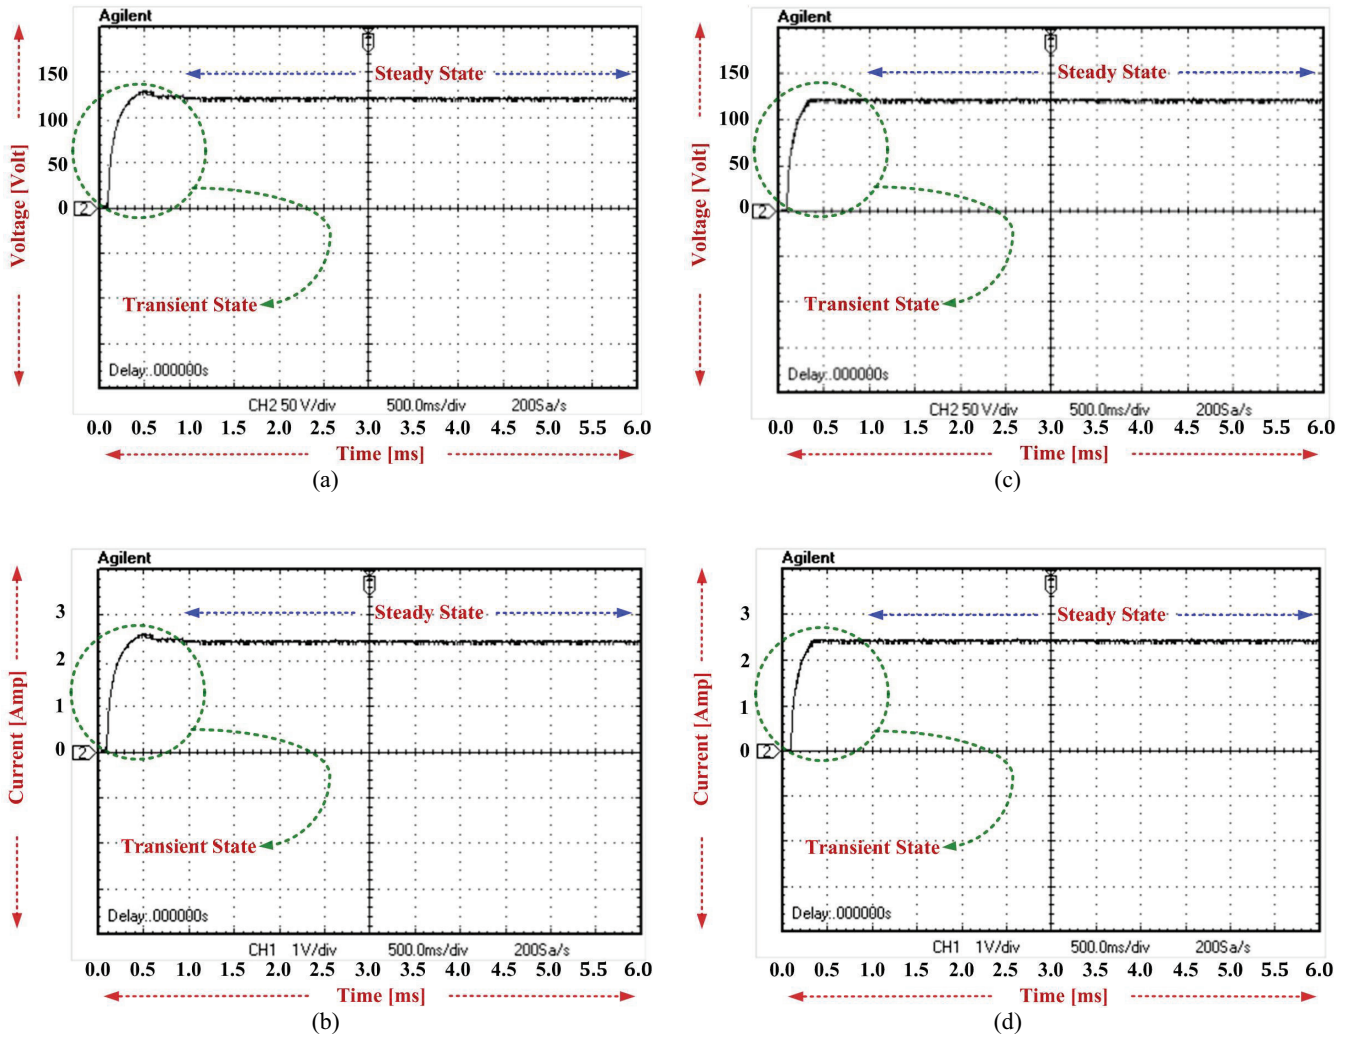 Agilent
Steady State
150
100
50
0
2
Voltage [Volt]
Transient State
Delay:.000000s
CH2 50 V/div 500.0ms/div 200Sa/s
0.0 0.5 1.0 1.5 2.0 2.5 3.0 3.5 4.0 4.5 5.0 5.5 6.0
Time [ms]
(a)
Agilent
Steady State
150
100
50
0
2
Voltage [Volt]
Transient State
Delay:.000000s
CH2 50 V/div 500.0ms/div 200Sa/s
0.0 0.5 1.0 1.5 2.0 2.5 3.0 3.5 4.0 4.5 5.0 5.5 6.0
Time [ms]
(c)
Agilent
Steady State
3
2
1
0
2
Current [Amp]
Transient State
Delay:.000000s
CH1 1V/div 500.0ms/div 200Sa/s
0.0 0.5 1.0 1.5 2.0 2.5 3.0 3.5 4.0 4.5 5.0 5.5 6.0
Time [ms]
(b)
Agilent
Steady State
3
2
1
0
2
Current [Amp]
Transient State
Delay:.000000s
CH1 1V/div 500.0ms/div 200Sa/s
0.0 0.5 1.0 1.5 2.0 2.5 3.0 3.5 4.0 4.5 5.0 5.5 6.0
Time [ms]
(d)